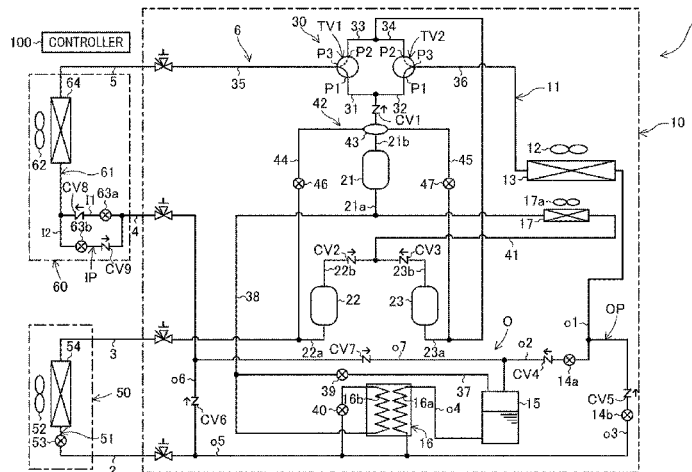 100 CONTROLLER
6
30
TV1
33
34
TV2
P3
P2
P2
P3
5
35
P1
P1
36
64
31
32
11
10
42
CV1
43
21b
12
44
45
13
62
61
21
46
47
17a
CV8
63a
I1
21a
17
63b
4
I2
CV2
CV3
41
IP
CV9
22b
23b
60
38
22
23
o1
OP
O
54
3
CV7
o7
o2
22a
23a
50
o6
39
37
CV4
14a
15
CV5
16b
16a
o4
14b
52
40
53
51
CV6
16
o3
o5
2